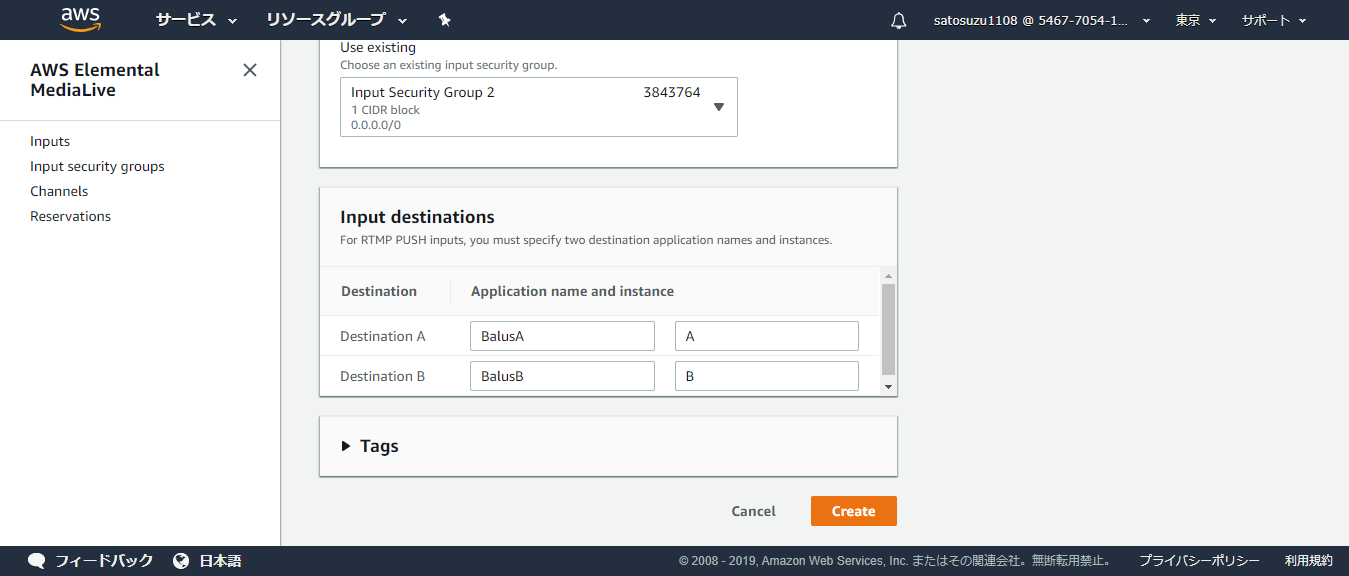 aws サービス リソースグループ satosuzu1108 @ 5467-7054-1... 東京 サポート
AWS Elemental
MediaLive
Inputs
Input security groups
Channels
Reservations
Use existing
Choose an existing input security group.
Input Security Group 2 3843764
1 CIDR block
0.0.0.0/0
Input destinations
For RTMP PUSH inputs, you must specify two destination application names and instances.
Destination Application name and instance
Destination A BalusA A
Destination B BalusB B
Tags
Cancel Create
フィードバック 日本語 © 2008 - 2019, Amazon Web Services, Inc. またはその関連会社。無断転用禁止。 プライバシーポリシー 利用規約